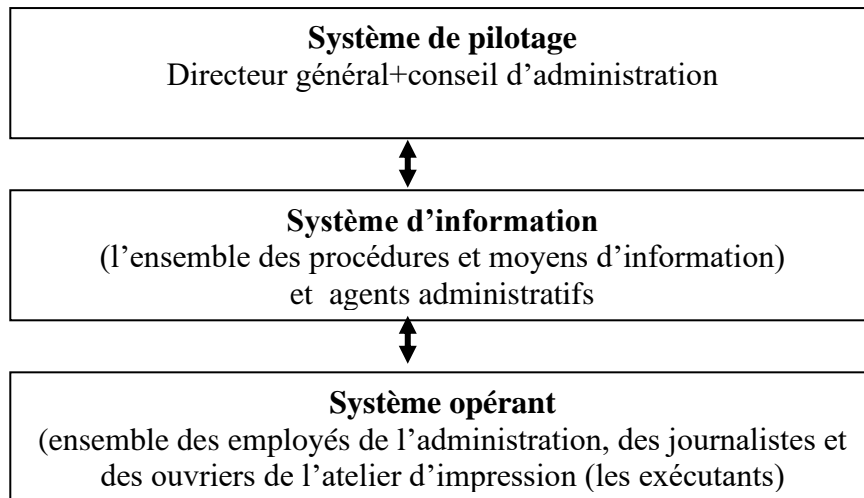 Système de pilotage
Directeur général+conseil d’administration
Système d’information
(l’ensemble des procédures et moyens d’information)
et agents administratifs
Système opérant
(ensemble des employés de l’administration, des journalistes et
des ouvriers de l’atelier d’impression (les exécutants)